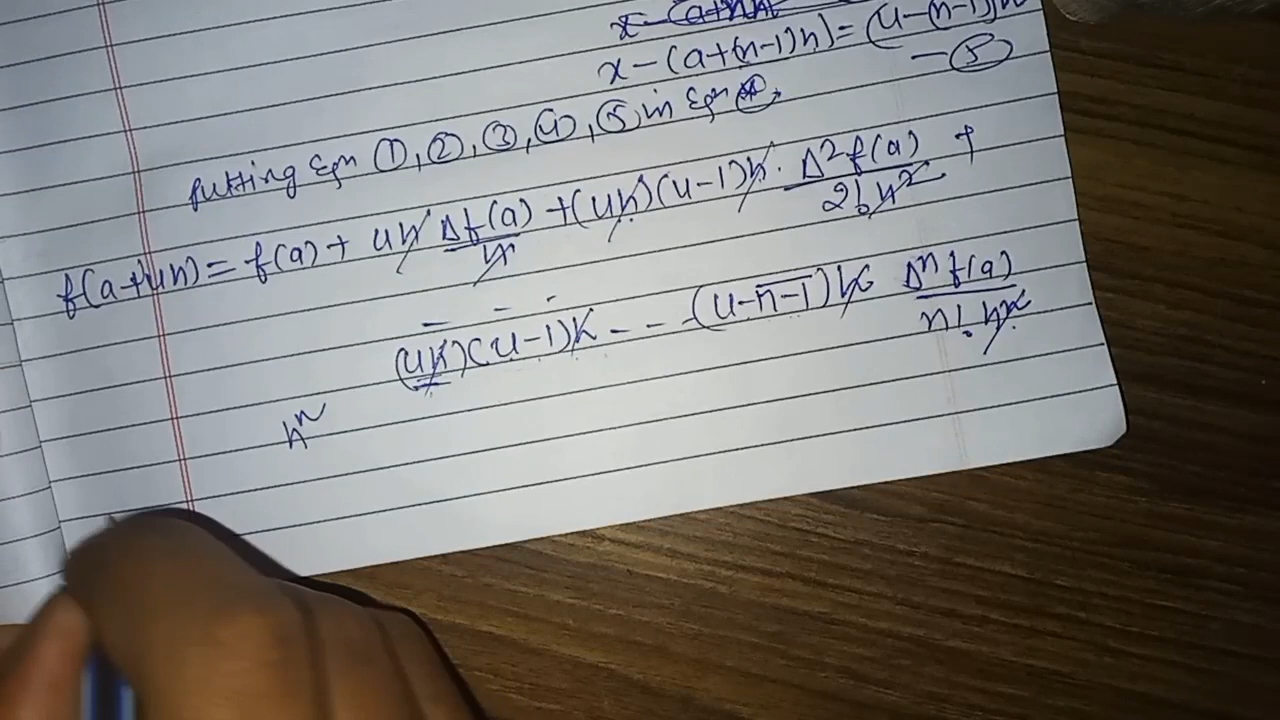 x-(a+nh
x-(a+(n-1)h)=(u-(n-1))h
-⑤
putting Eqn ①,②,③,④,⑤ in Eqn Ⓐ,
f(a+uh)= f(a)+ uh Δf(a)/h +(uh)(u-1)h. Δ²f(a)/2! h² +
(uh)(u-1)h - - - (u-n-1)h Δⁿf(a)/n! hⁿ
hⁿ